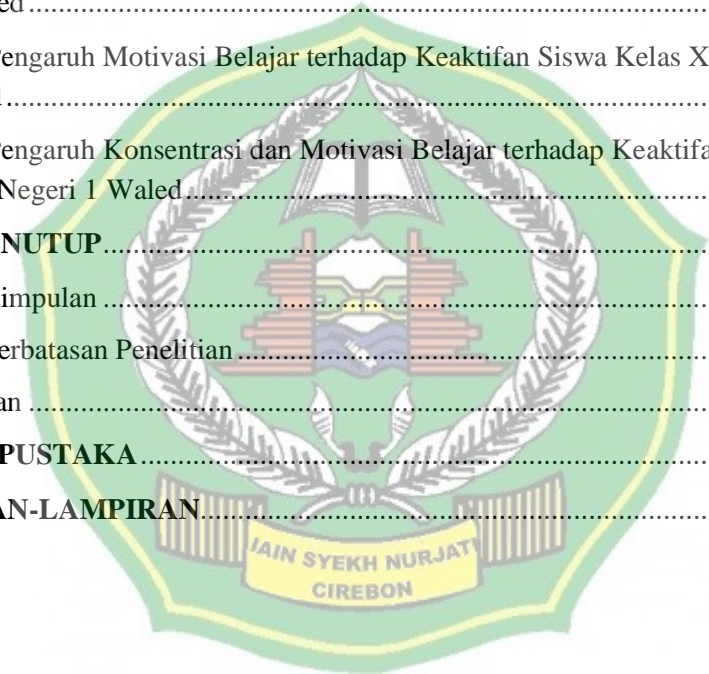 ed ................................................................
Pengaruh Motivasi Belajar terhadap Keaktifan Siswa Kelas X
................................................................
Pengaruh Konsentrasi dan Motivasi Belajar terhadap Keaktifa
Negeri 1 Waled ................................................................
NUTUP ................................................................
impulan ................................................................
erbatasan Penelitian ................................................................
an ................................................................
PUSTAKA ................................................................
AN-LAMPIRAN ................................................................
IAIN SYEKH NURJATI
CIREBON